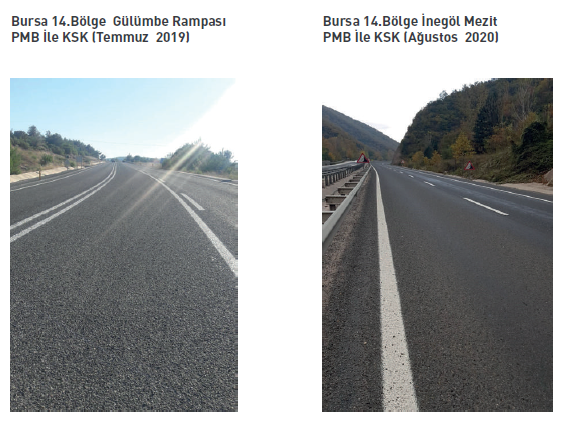 Bursa 14.Bölge Gülümbe Rampası
PMB İle KSK (Temmuz 2019)
Bursa 14.Bölge İnegöl Mezit
PMB İle KSK (Ağustos 2020)